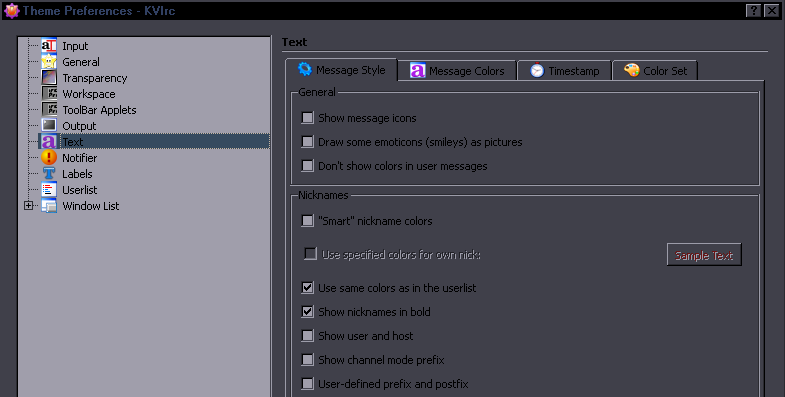 Theme Preferences - KVIrc
Input
General
Transparency
Workspace
ToolBar Applets
Output
Text
Notifier
Labels
Userlist
Window List
Text
Message Style
Message Colors
Timestamp
Color Set
General
Show message icons
Draw some emoticons (smileys) as pictures
Don't show colors in user messages
Nicknames
"Smart" nickname colors
Use specified colors for own nick:
Sample Text
Use same colors as in the userlist
Show nicknames in bold
Show user and host
Show channel mode prefix
User-defined prefix and postfix